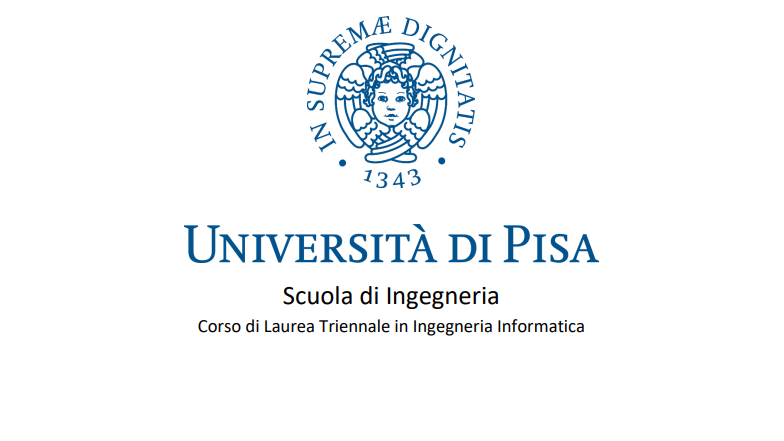 IN SUPREMÆ DIGNITATIS
• 1343 •
UNIVERSITÀ DI PISA
Scuola di Ingegneria
Corso di Laurea Triennale in Ingegneria Informatica